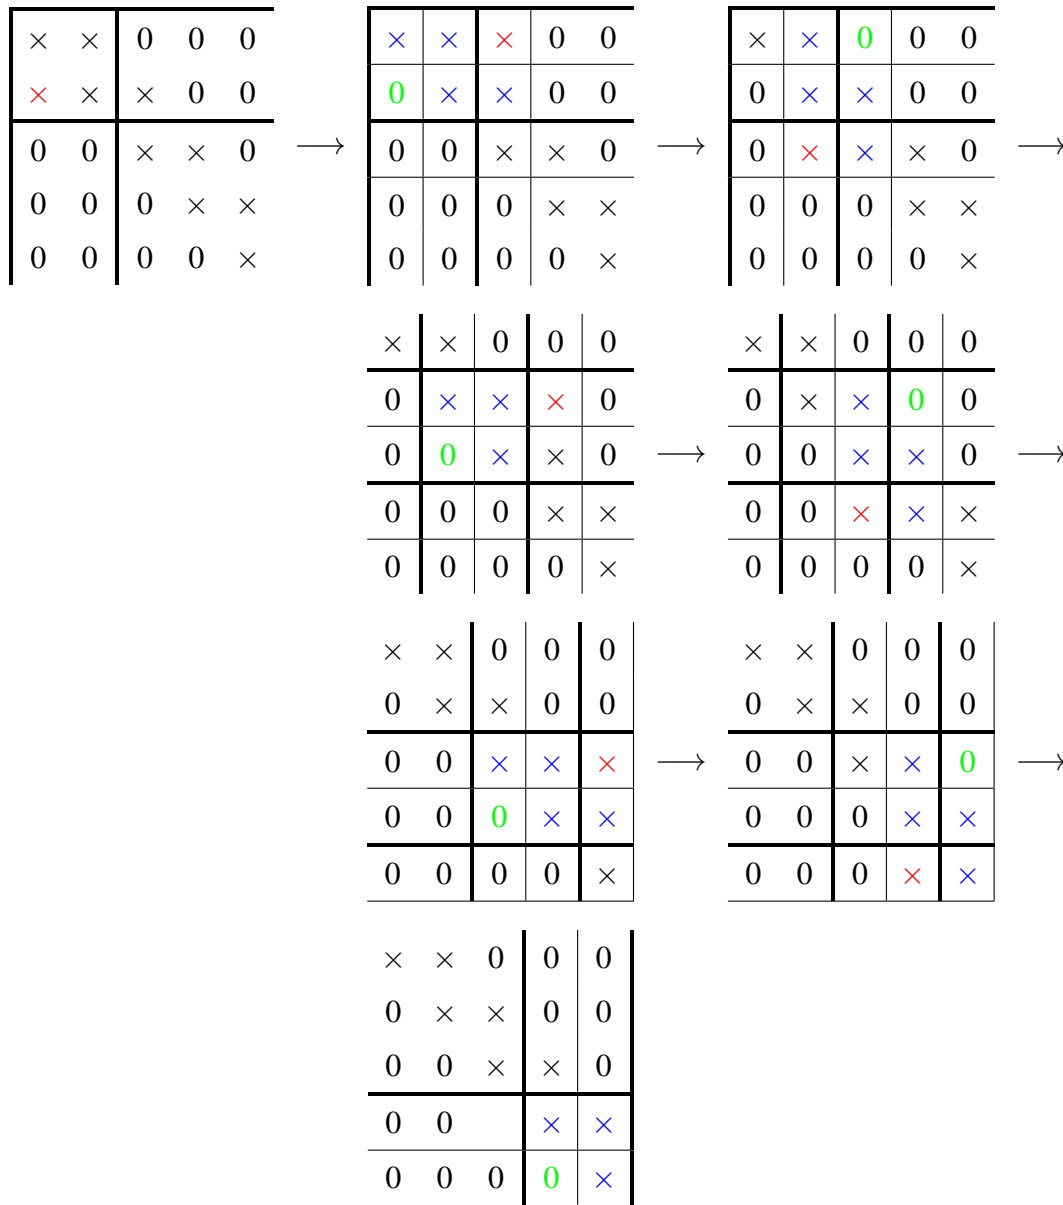 × × 0 0 0 × × × 0 0 × × 0 0 0
× × × 0 0 ⟶ 0 × × 0 0 ⟶ 0 × × 0 0 ⟶
0 0 × × 0 0 0 × × 0 0 × × × 0
0 0 0 × × 0 0 0 × × 0 0 0 × ×
0 0 0 0 × 0 0 0 0 × 0 0 0 0 ×
× × 0 0 0 × × 0 0 0
0 × × × 0 0 × × 0 0
0 0 × × 0 ⟶ 0 0 × × 0 ⟶
0 0 0 × × 0 0 × × ×
0 0 0 0 × 0 0 0 0 ×
× × 0 0 0 × × 0 0 0
0 × × 0 0 0 × × 0 0
0 0 × × × ⟶ 0 0 × × 0 ⟶
0 0 0 × × 0 0 0 × ×
0 0 0 0 × 0 0 0 × ×
× × 0 0 0
0 × × 0 0
0 0 × × 0
0 0 × ×
0 0 0 0 ×